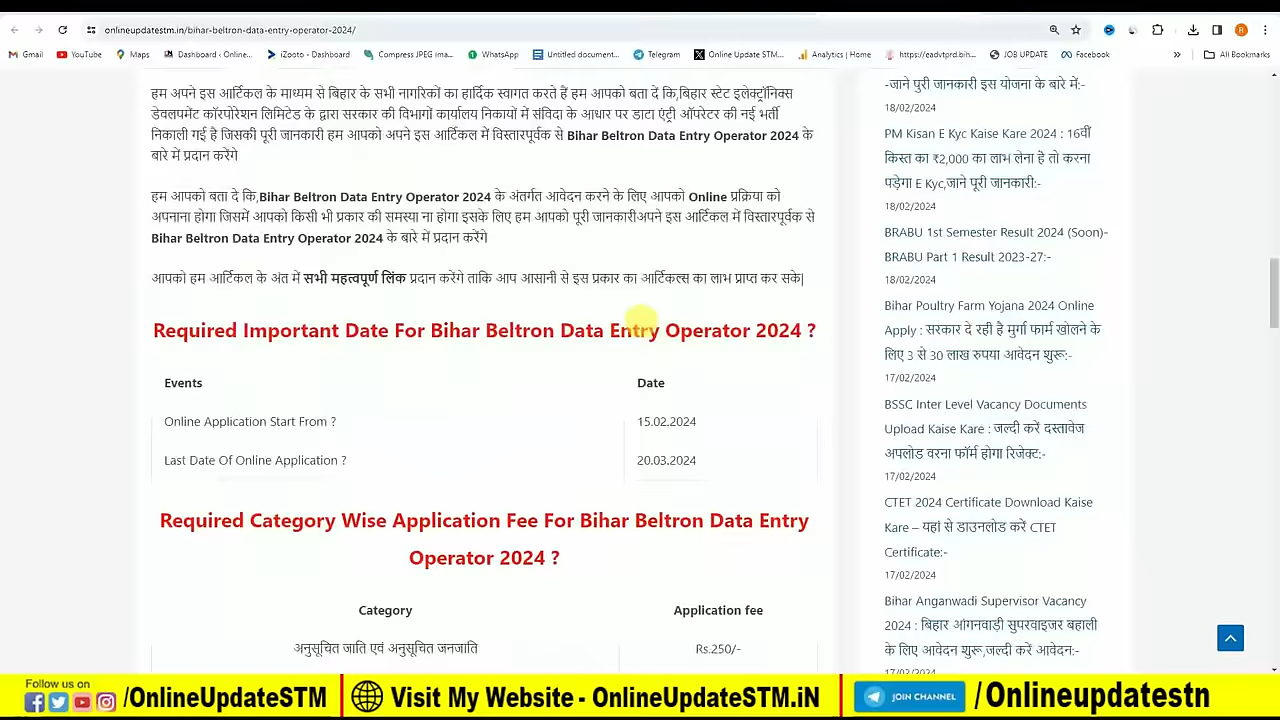 onlineupdatestm.in/bihar-beltron-data-entry-operator-2024/
Gmail YouTube Maps Dashboard ‹ Online... iZooto - Dashboard Compress JPEG ima... WhatsApp Untitled document... Telegram Online Update STM... Analytics | Home https://eadvtprd.bih... JOB UPDATE Facebook » All Bookmarks
हम अपने इस आर्टिकल के माध्यम से बिहार के सभी नागरिकों का हार्दिक स्वागत करते हैं हम आपको बता दें कि,बिहार स्टेट इलेक्ट्रॉनिक्स
डेवलपमेंट कॉरपोरेशन लिमिटेड के द्वारा सरकार की विभागों कार्यालय निकायों में संविदा के आधार पर डाटा एंट्री ऑपरेटर की नई भर्ती
निकाली गई है जिसकी पूरी जानकारी हम आपको अपने इस आर्टिकल में विस्तारपूर्वक से Bihar Beltron Data Entry Operator 2024 के
बारे में प्रदान करेंगे
हम आपको बता दे कि,Bihar Beltron Data Entry Operator 2024 के अंतर्गत आवेदन करने के लिए आपको Online प्रक्रिया को
अपनाना होगा जिसमें आपको किसी भी प्रकार की समस्या ना होगा इसके लिए हम आपको पूरी जानकारीअपने इस आर्टिकल में विस्तारपूर्वक से
Bihar Beltron Data Entry Operator 2024 के बारे में प्रदान करेंगे
आपको हम आर्टिकल के अंत में सभी महत्वपूर्ण लिंक प्रदान करेंगे ताकि आप आसानी से इस प्रकार का आर्टिकल्स का लाभ प्राप्त कर सके|
Required Important Date For Bihar Beltron Data Entry Operator 2024 ?
Events Date
Online Application Start From ? 15.02.2024
Last Date Of Online Application ? 20.03.2024
Required Category Wise Application Fee For Bihar Beltron Data Entry
Operator 2024 ?
Category Application fee
अनुसूचित जाति एवं अनुसूचित जनजाति Rs.250/-
-जाने पुरी जानकारी इस योजना के बारे में:-
18/02/2024
PM Kisan E Kyc Kaise Kare 2024 : 16वीं
किस्त का ₹2,000 का लाभ लेना है तो करना
पड़ेगा E Kyc,जाने पूरी जानकारी:-
18/02/2024
BRABU 1st Semester Result 2024 (Soon)-
BRABU Part 1 Result 2023-27:-
18/02/2024
Bihar Poultry Farm Yojana 2024 Online
Apply : सरकार दे रही है मुर्गा फार्म खोलने के
लिए 3 से 30 लाख रुपया आवेदन शुरू:-
17/02/2024
BSSC Inter Level Vacancy Documents
Upload Kaise Kare : जल्दी करें दस्तावेज
अपलोड वरना फॉर्म होगा रिजेक्ट:-
17/02/2024
CTET 2024 Certificate Download Kaise
Kare – यहां से डाउनलोड करें CTET
Certificate:-
17/02/2024
Bihar Anganwadi Supervisor Vacancy
2024 : बिहार आंगनवाड़ी सुपरवाइजर बहाली
के लिए आवेदन शुरू,जल्दी करें आवेदन:-
17/02/2024
Follow us on
/OnlineUpdateSTM Visit My Website - OnlineUpdateSTM.iN JOIN CHANNEL /Onlineupdatestn